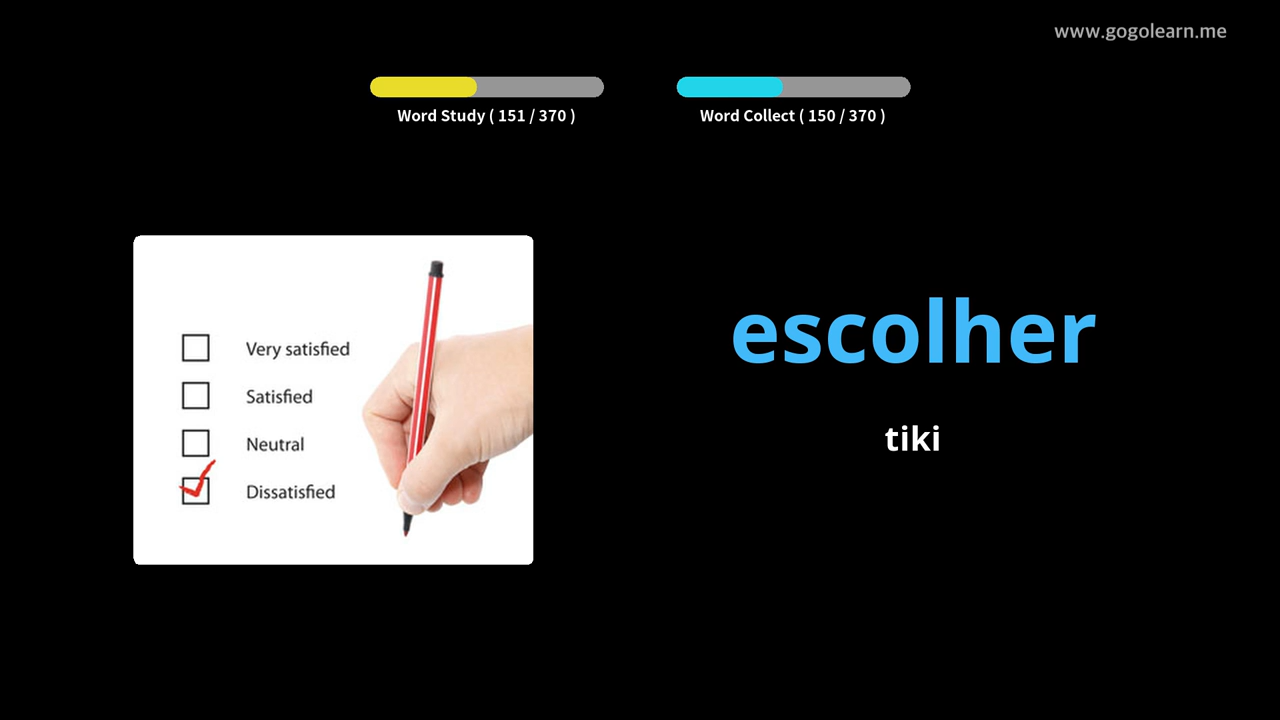 www.gogolearn.me
Word Study ( 151 / 370 )
Word Collect ( 150 / 370 )
Very satisfied
Satisfied
Neutral
Dissatisfied
escolher
tiki